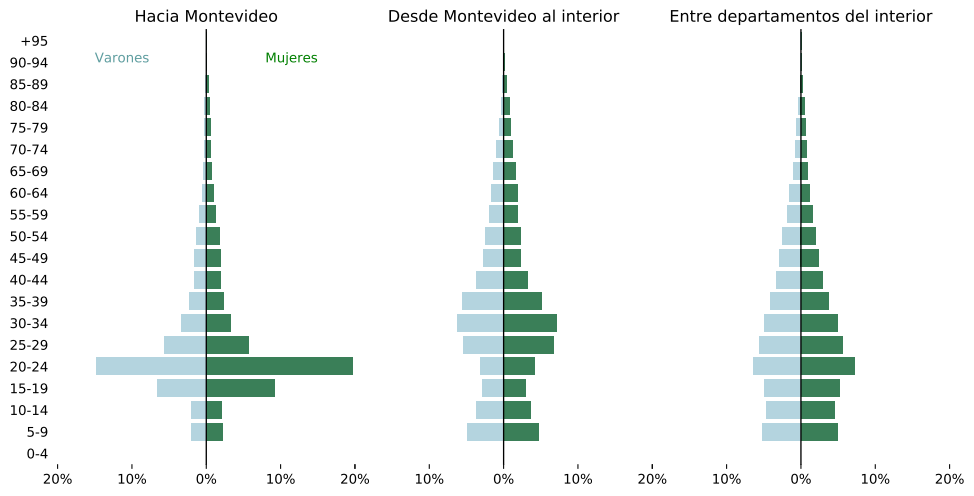 Hacia Montevideo
Desde Montevideo al interior
Entre departamentos del interior
Varones
Mujeres
+95
90-94
85-89
80-84
75-79
70-74
65-69
60-64
55-59
50-54
45-49
40-44
35-39
30-34
25-29
20-24
15-19
10-14
5-9
0-4
20% 10% 0% 10% 20%
10% 0% 10%
20% 10% 0% 10% 20%